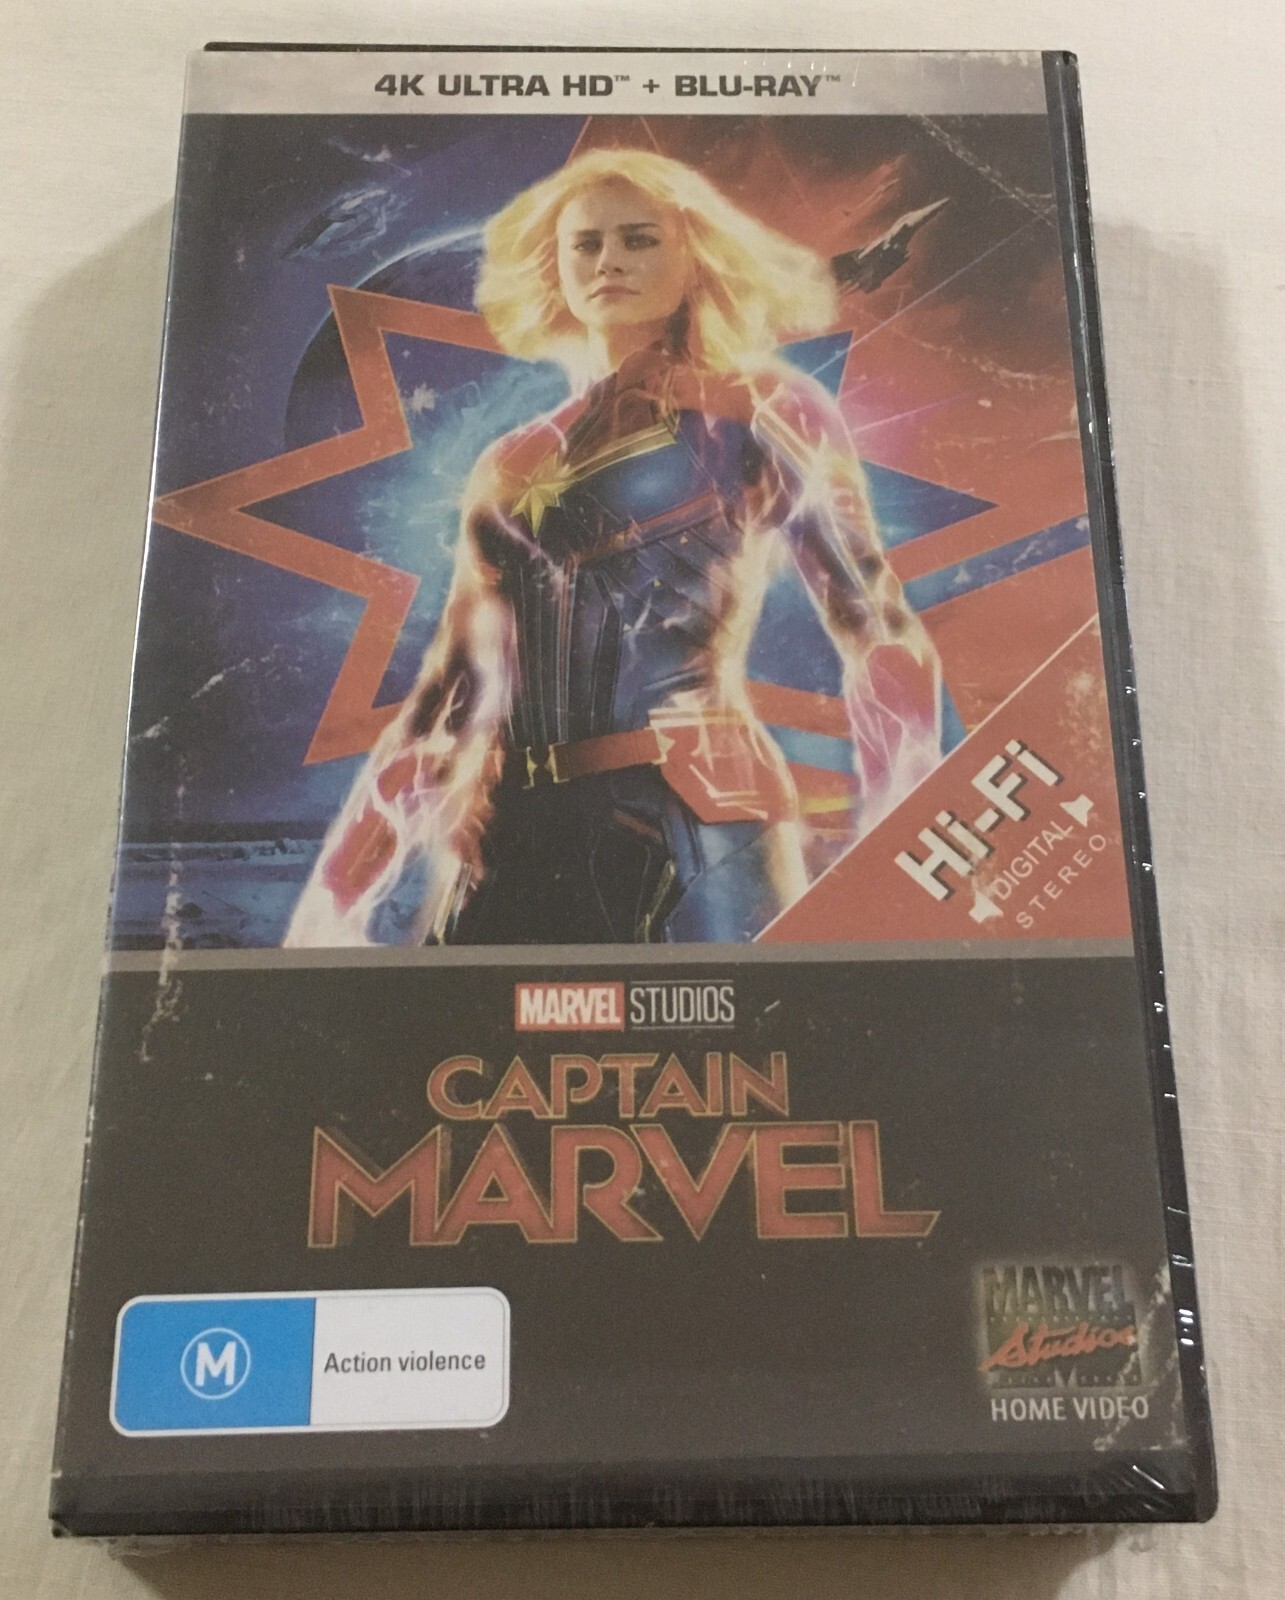 4K ULTRA HD™ + BLU-RAY™
Hi-Fi
DIGITAL
STEREO
MARVEL STUDIOS
CAPTAIN
MARVEL
M Action violence
MARVEL
Studios
HOME VIDEO